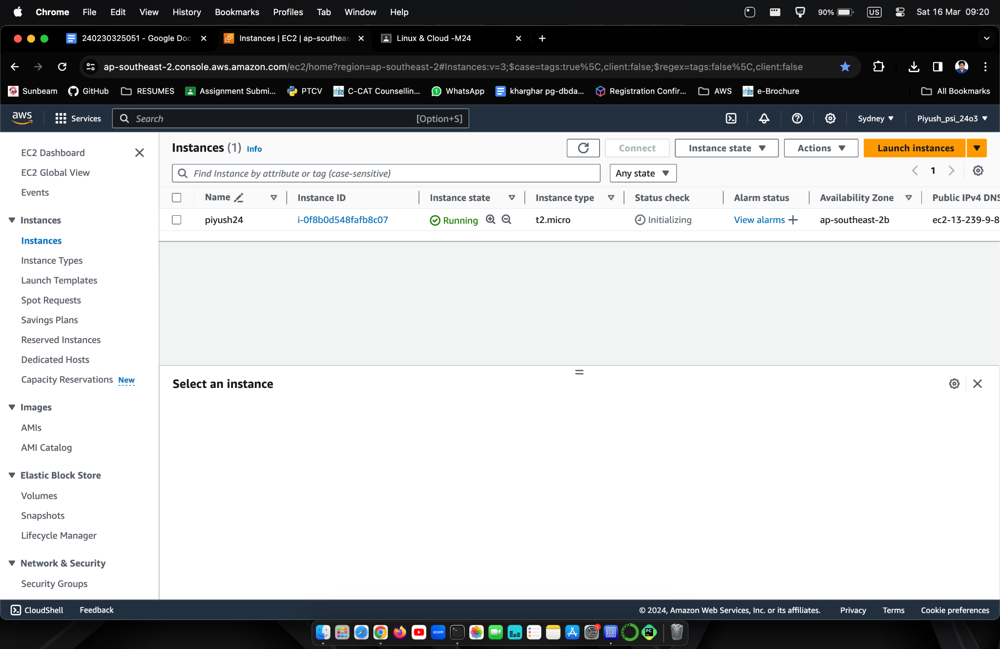 Chrome File Edit View History Bookmarks Profiles Tab Window Help 90% US Sat 16 Mar 09:20
240230325051 - Google Doc Instances | EC2 | ap-southeas Linux & Cloud -M24
ap-southeast-2.console.aws.amazon.com/ec2/home?region=ap-southeast-2#Instances:v=3;$case=tags:true%5C,client:false;$regex=tags:false%5C,client:false
Sunbeam GitHub RESUMES Assignment Submi... PTCV C-CAT Counsellin... WhatsApp kharghar pg-dbda... Registration Confir... AWS e-Brochure All Bookmarks
aws Services Search [Option+S] Sydney Piyush_psi_24o3
EC2 Dashboard
EC2 Global View
Events
Instances
Instances
Instance Types
Launch Templates
Spot Requests
Savings Plans
Reserved Instances
Dedicated Hosts
Capacity Reservations New
Images
AMIs
AMI Catalog
Elastic Block Store
Volumes
Snapshots
Lifecycle Manager
Network & Security
Security Groups
Instances (1) Info Connect Instance state Actions Launch instances
Find Instance by attribute or tag (case-sensitive) Any state 1
Name Instance ID Instance state Instance type Status check Alarm status Availability Zone Public IPv4 DNS
piyush24 i-0f8b0d548fafb8c07 Running t2.micro Initializing View alarms ap-southeast-2b ec2-13-239-9-8
Select an instance
CloudShell Feedback © 2024, Amazon Web Services, Inc. or its affiliates. Privacy Terms Cookie preferences
zoom 1 PC